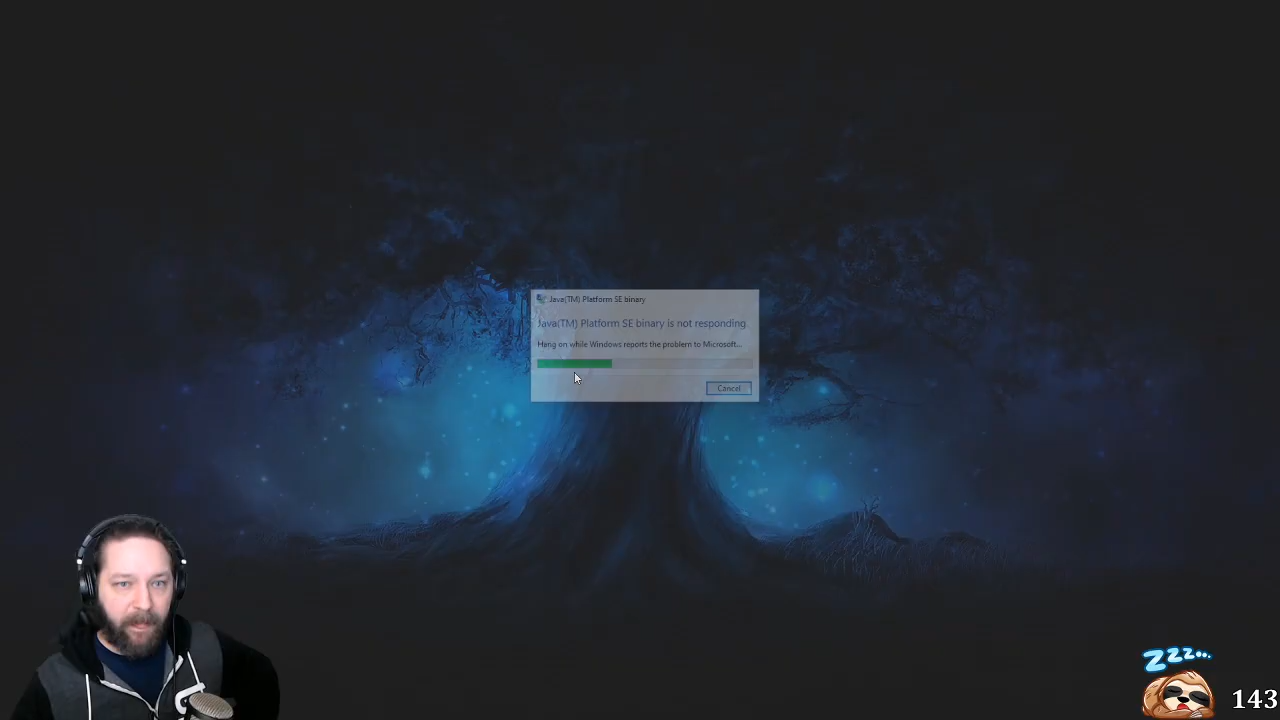 Java(TM) Platform SE binary
Java(TM) Platform SE binary is not responding
Hang on while Windows reports the problem to Microsoft...
Cancel
zzz...
143